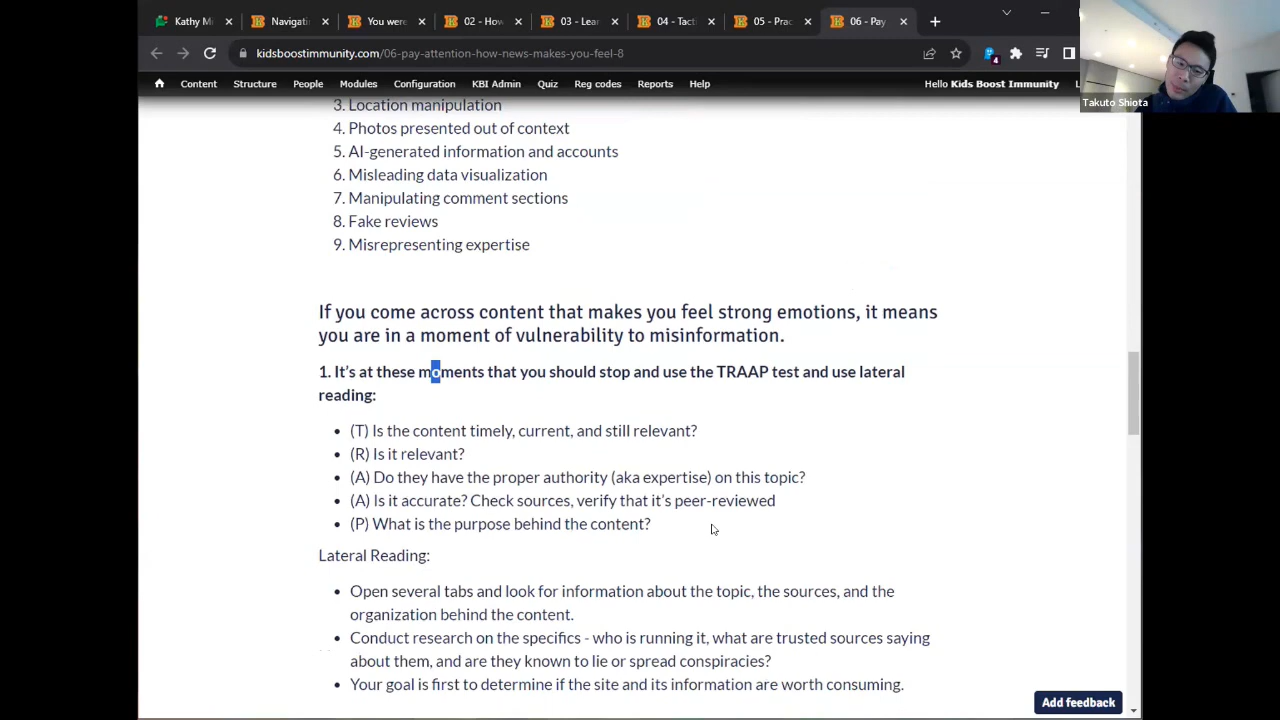 Kathy Mi
Navigati
You were
02 - How
03 - Lear
04 - Tacti
05 - Prac
06 - Pay
kidsboostimmunity.com/06-pay-attention-how-news-makes-you-feel-8
4
Content Structure People Modules Configuration KBI Admin Quiz Reg codes Reports Help
Hello Kids Boost Immunity
Takuto Shiota
3. Location manipulation
4. Photos presented out of context
5. AI-generated information and accounts
6. Misleading data visualization
7. Manipulating comment sections
8. Fake reviews
9. Misrepresenting expertise
If you come across content that makes you feel strong emotions, it means
you are in a moment of vulnerability to misinformation.
1. It's at these moments that you should stop and use the TRAAP test and use lateral
reading:
• (T) Is the content timely, current, and still relevant?
• (R) Is it relevant?
• (A) Do they have the proper authority (aka expertise) on this topic?
• (A) Is it accurate? Check sources, verify that it's peer-reviewed
• (P) What is the purpose behind the content?
Lateral Reading:
• Open several tabs and look for information about the topic, the sources, and the
organization behind the content.
• Conduct research on the specifics - who is running it, what are trusted sources saying
about them, and are they known to lie or spread conspiracies?
• Your goal is first to determine if the site and its information are worth consuming.
Add feedback